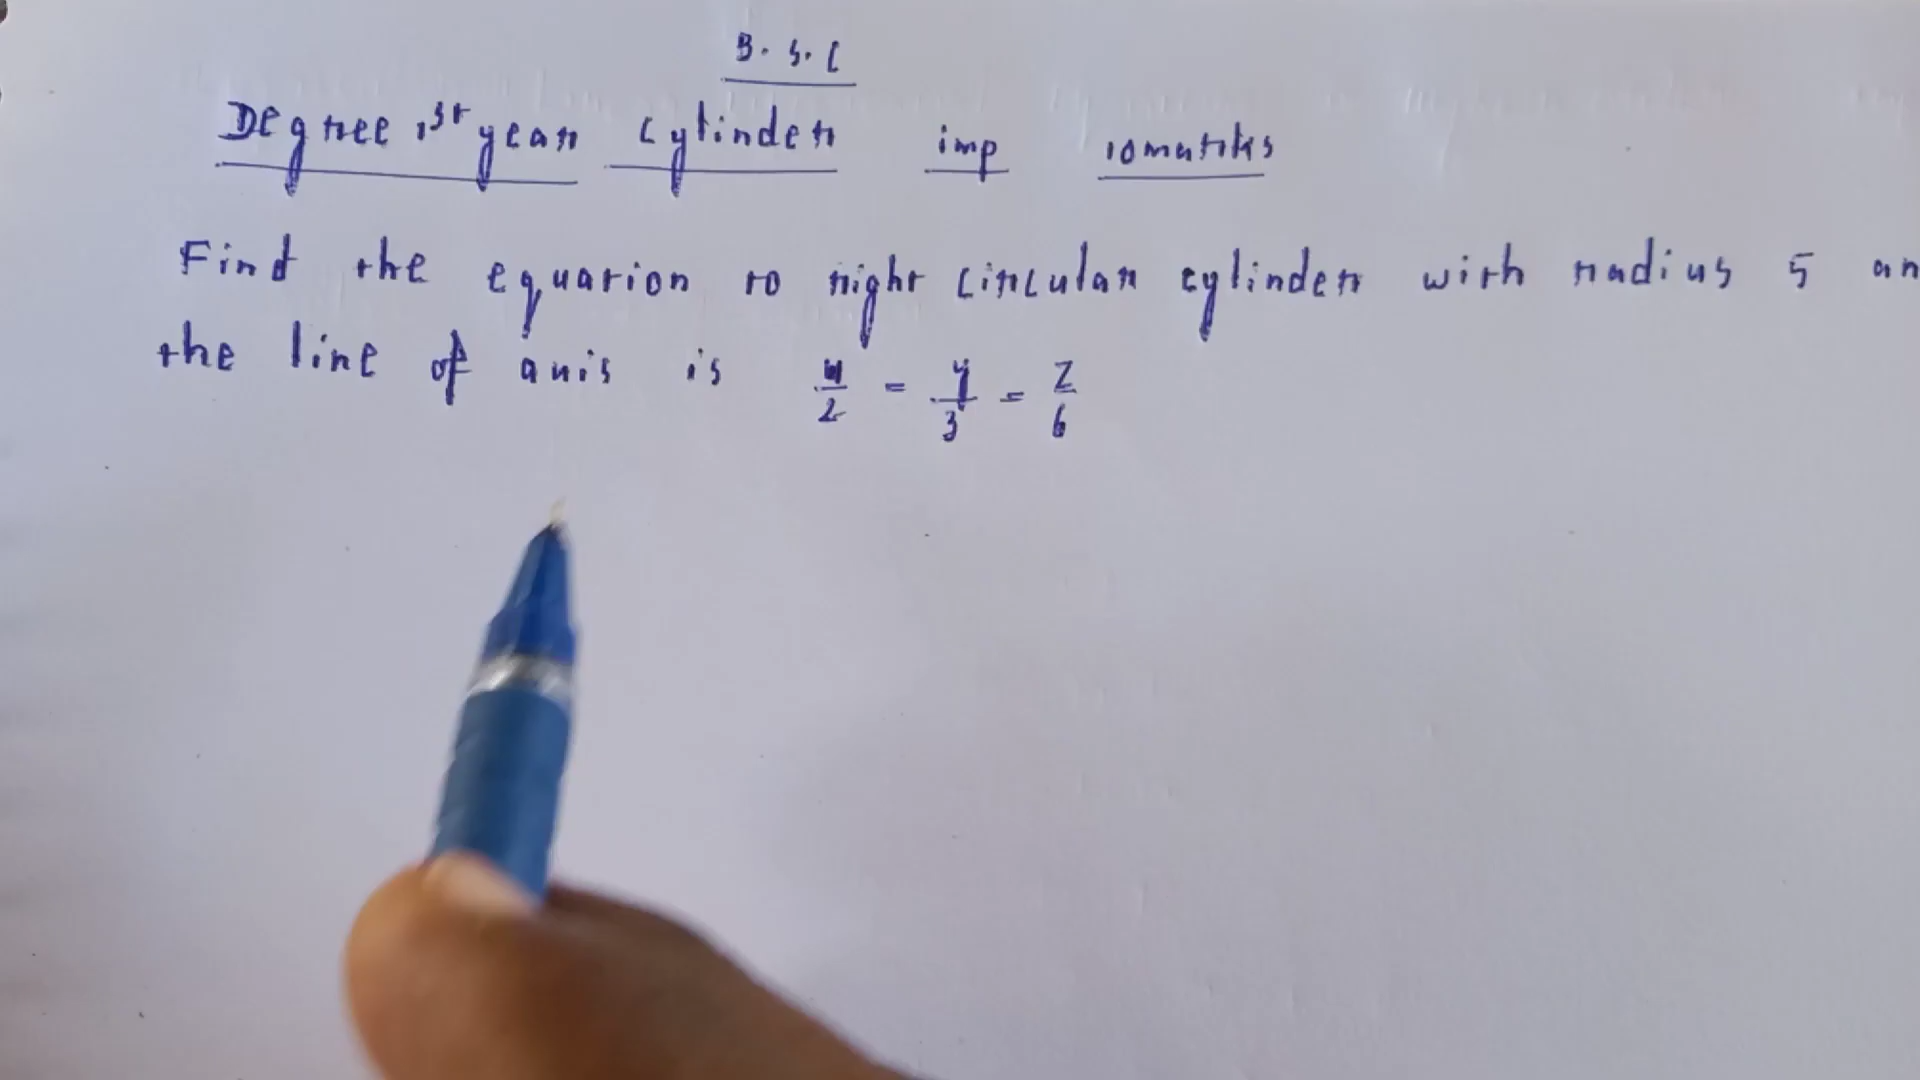 B.S.C
Degree 1st year Cylinder imp 10marks
Find the equation to right circular cylinder with radius 5 an
the line of axis is x/2 = y/3 = z/6